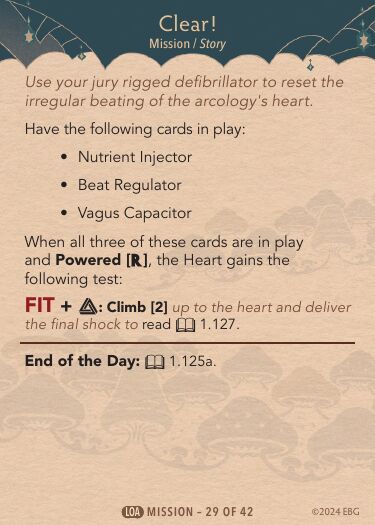 Clear!
Mission / Story
Use your jury rigged defibrillator to reset the
irregular beating of the arcology's heart.
Have the following cards in play:
• Nutrient Injector
• Beat Regulator
• Vagus Capacitor
When all three of these cards are in play
and Powered [R], the Heart gains the
following test:
FIT + : Climb [2] up to the heart and deliver
the final shock to read 1.127.
End of the Day: 1.125a.
LOA MISSION – 29 OF 42
©2024 EBG